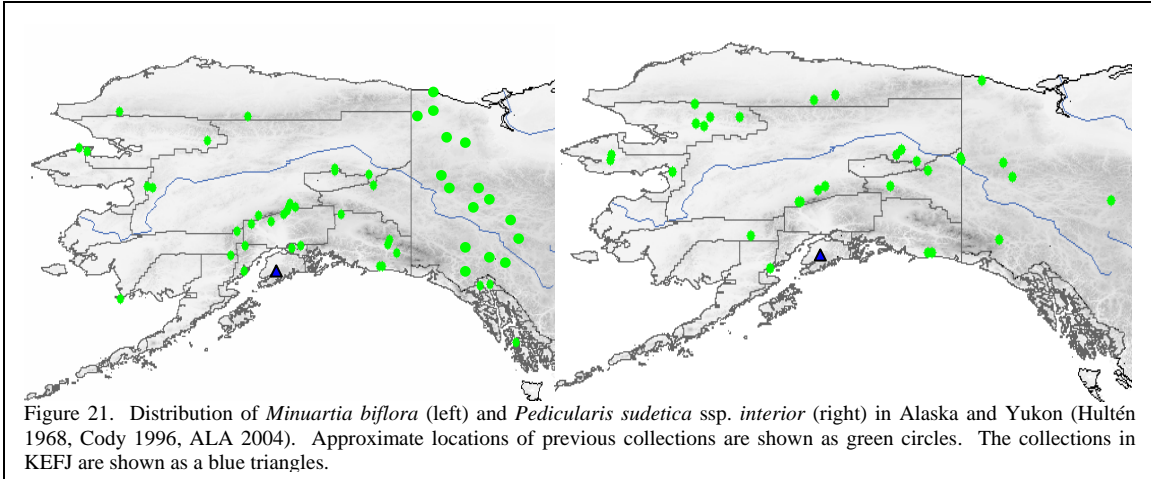 Figure 21. Distribution of Minuartia biflora (left) and Pedicularis sudetica ssp. interior (right) in Alaska and Yukon (Hultén
1968, Cody 1996, ALA 2004). Approximate locations of previous collections are shown as green circles. The collections in
KEFJ are shown as a blue triangles.